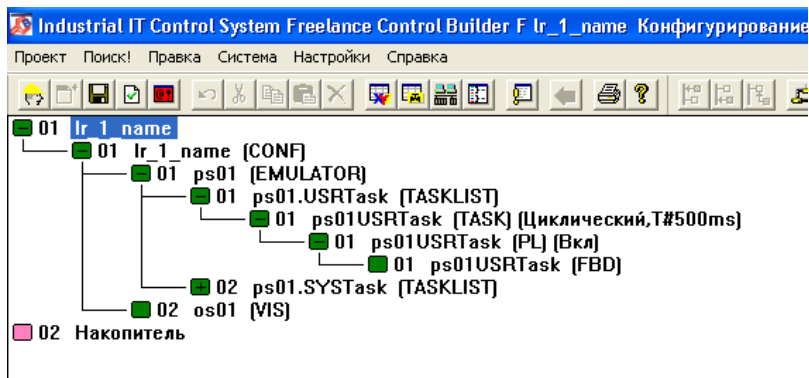 Industrial IT Control System Freelance Control Builder F lr_1_name Конфигурирование
Проект Поиск! Правка Система Настройки Справка
01 lr_1_name
01 lr_1_name (CONF)
01 ps01 (EMULATOR)
01 ps01.USRTask (TASKLIST)
01 ps01USRTask (TASK) (Циклический,T#500ms)
01 ps01USRTask (PL) (Вкл)
01 ps01USRTask (FBD)
02 ps01.SYSTask (TASKLIST)
02 os01 (VIS)
02 Накопитель